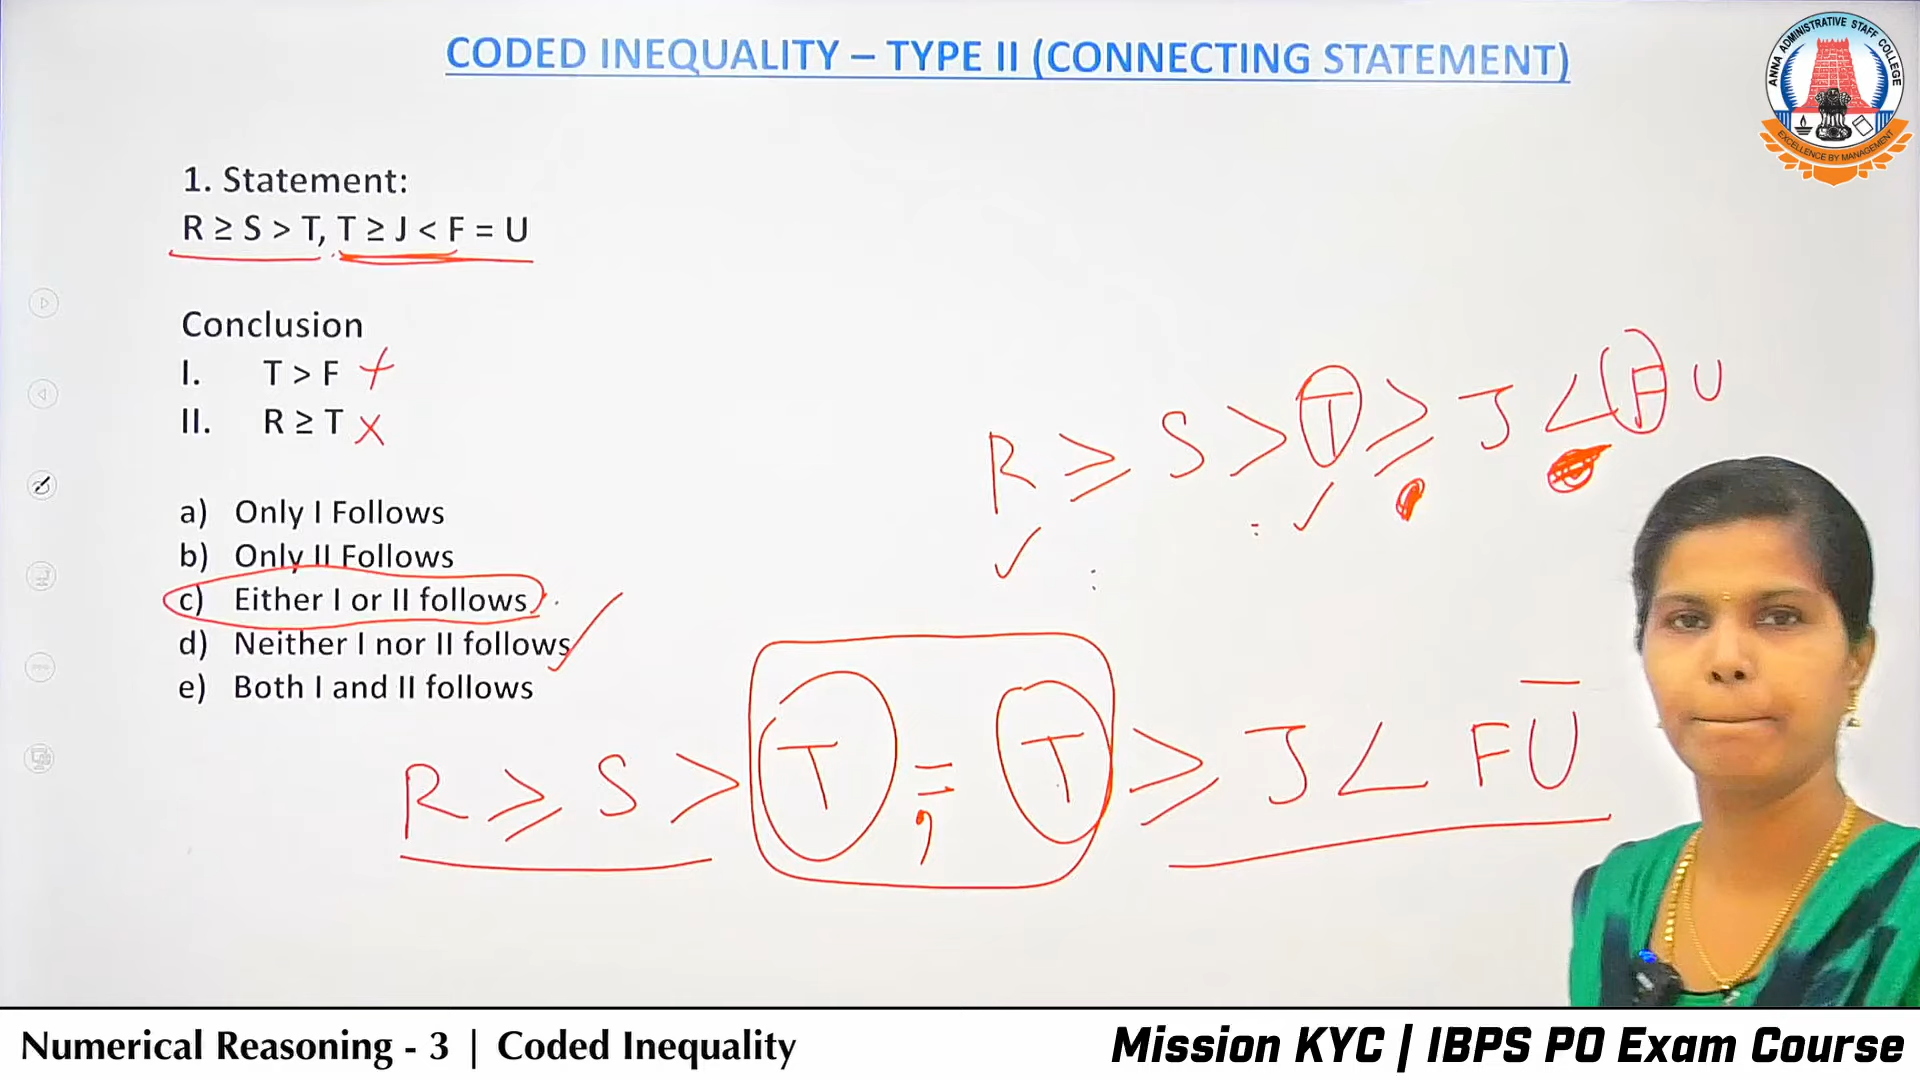 CODED INEQUALITY – TYPE II (CONNECTING STATEMENT)
ANNA ADMINISTRATIVE STAFF COLLEGE
EXCELLENCE BY MANAGEMENT
1. Statement:
R ≥ S > T, T ≥ J < F = U
Conclusion
I. T > F ×
II. R ≥ T ×
R ≥ S > T ≥ J < F U
a) Only I Follows
b) Only II Follows
c) Either I or II follows
d) Neither I nor II follows
e) Both I and II follows
R ≥ S > T = T ≥ J < F U
,
Numerical Reasoning - 3 | Coded Inequality
Mission KYC | IBPS PO Exam Course